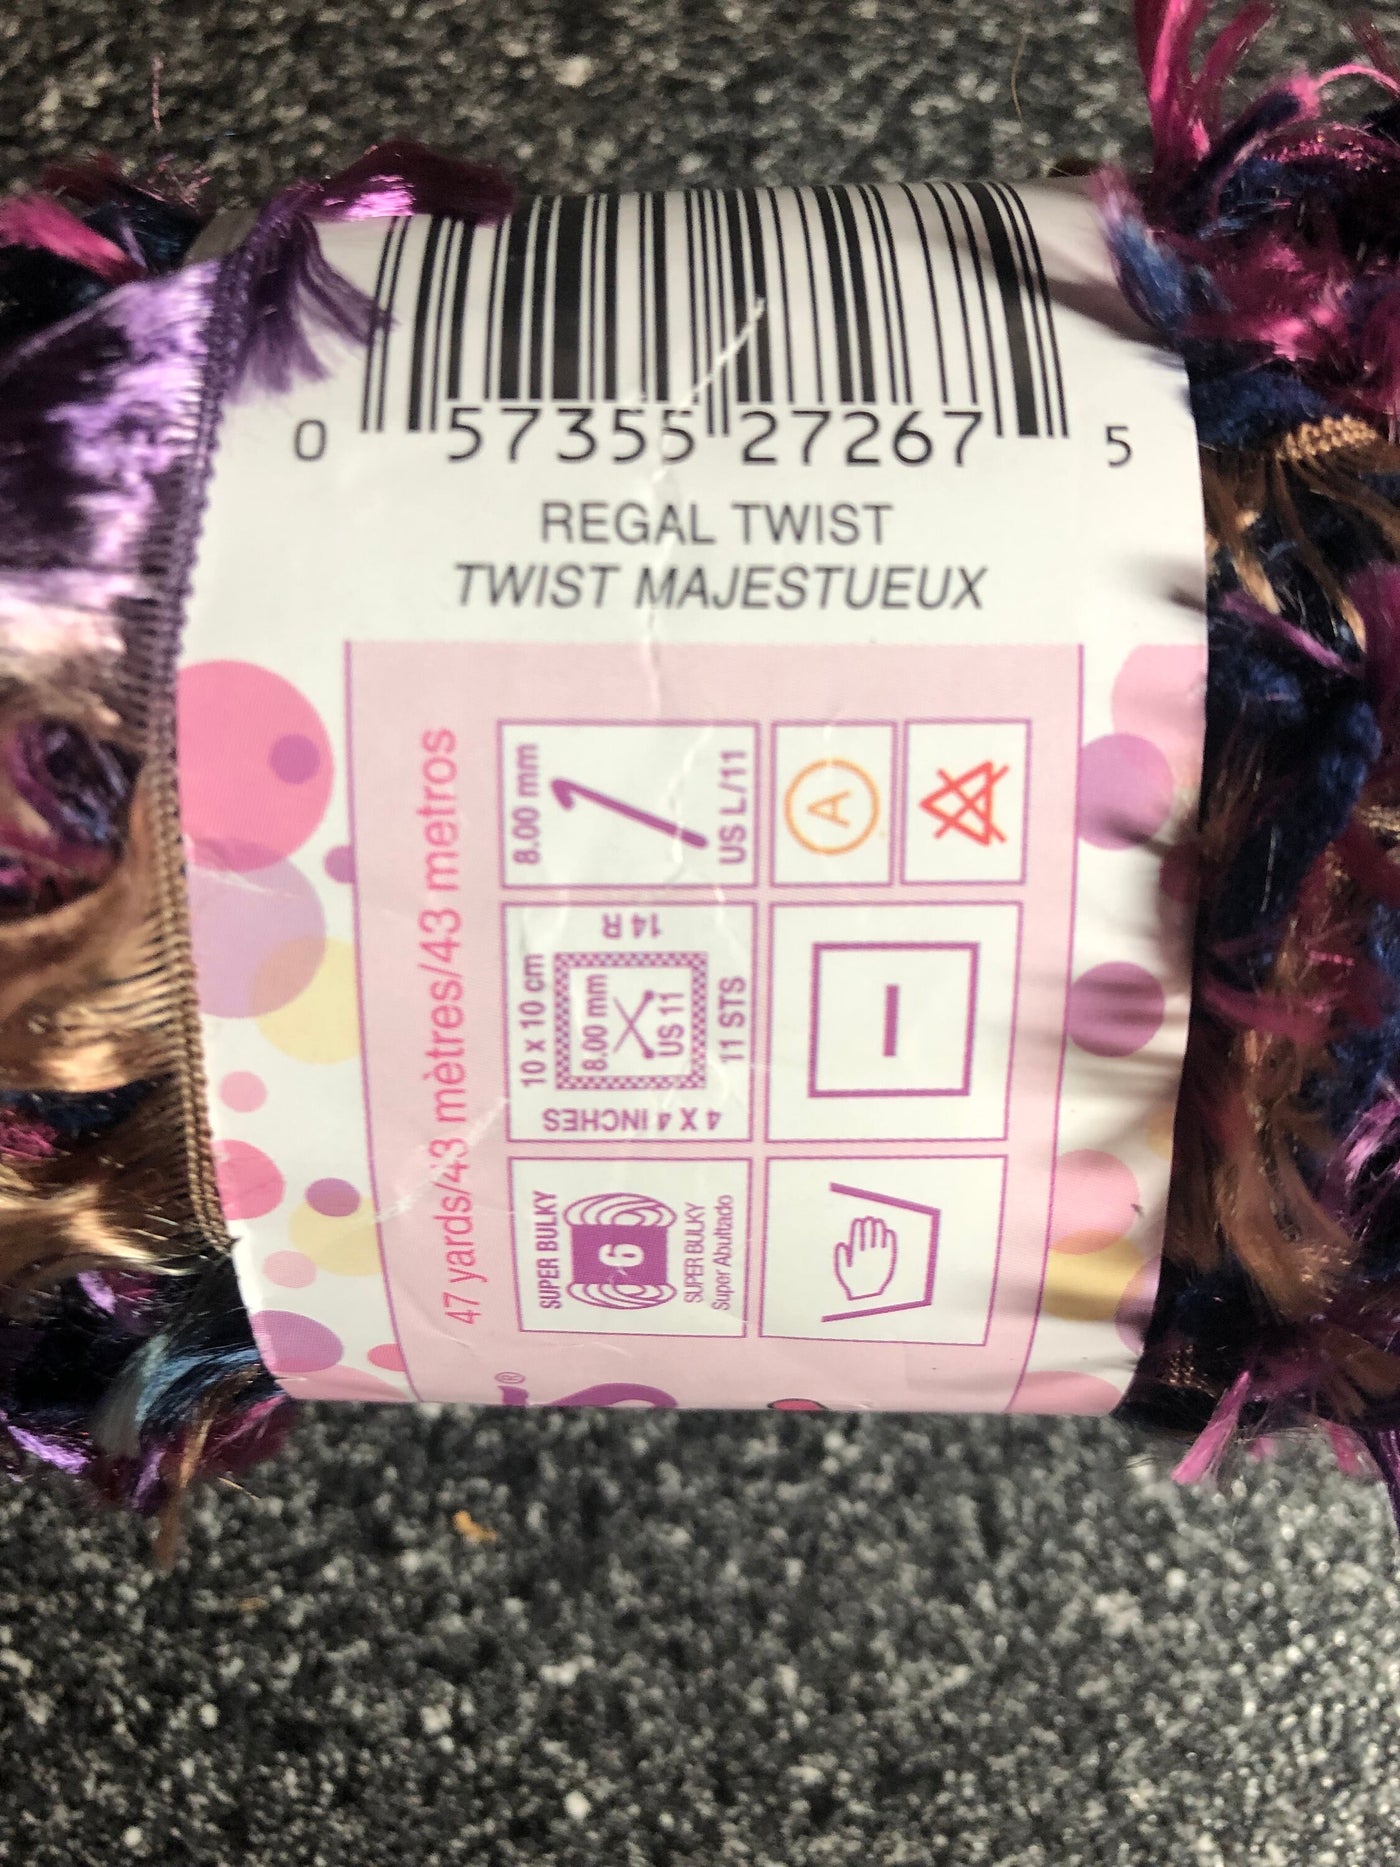 0 57355 27267 5
REGAL TWIST
TWIST MAJESTUEUX
47 yards/43 mètres/43 metros
SUPER BULKY
6
SUPER BULKY
Super Abultado
10 x 10 cm
4 X 4 INCHES
8.00 mm
US 11
14 R
11 STS
8.00 mm
US L/11
A
®